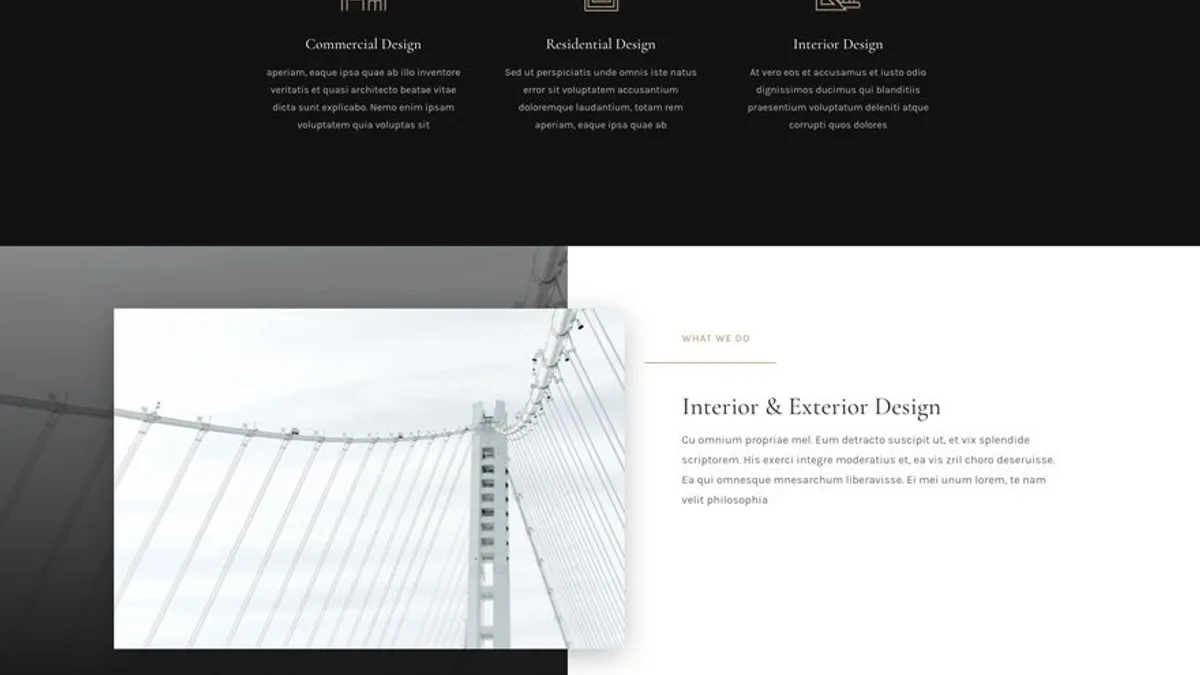 Commercial Design
aperiam, eaque ipsa quae ab illo inventore
veritatis et quasi architecto beatae vitae
dicta sunt explicabo. Nemo enim ipsam
voluptatem quia voluptas sit
Residential Design
Sed ut perspiciatis unde omnis iste natus
error sit voluptatem accusantium
doloremque laudantium, totam rem
aperiam, eaque ipsa quae ab
Interior Design
At vero eos et accusamus et iusto odio
dignissimos ducimus qui blanditiis
praesentium voluptatum deleniti atque
corrupti quos dolores
WHAT WE DO
Interior & Exterior Design
Cu omnium propriae mel. Eum detracto suscipit ut, et vix splendide
scriptorem. His exerci integre moderatius et, ea vis zril choro deseruisse.
Ea qui omnesque mnesarchum liberavisse. Ei mei unum lorem, te nam
velit philosophia